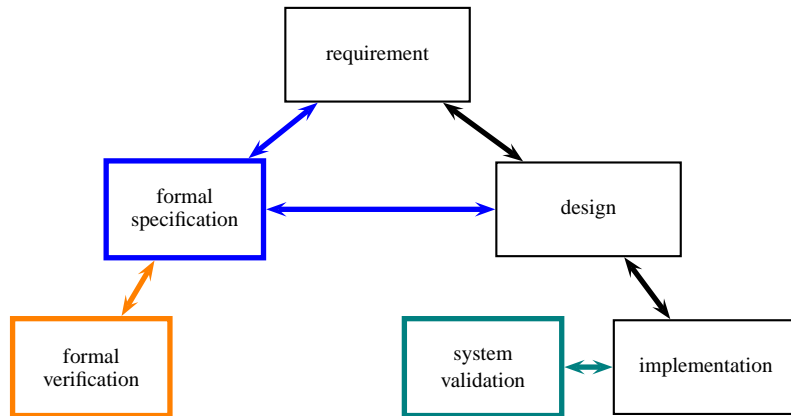 requirement
formal
specification
design
formal
verification
system
validation
implementation